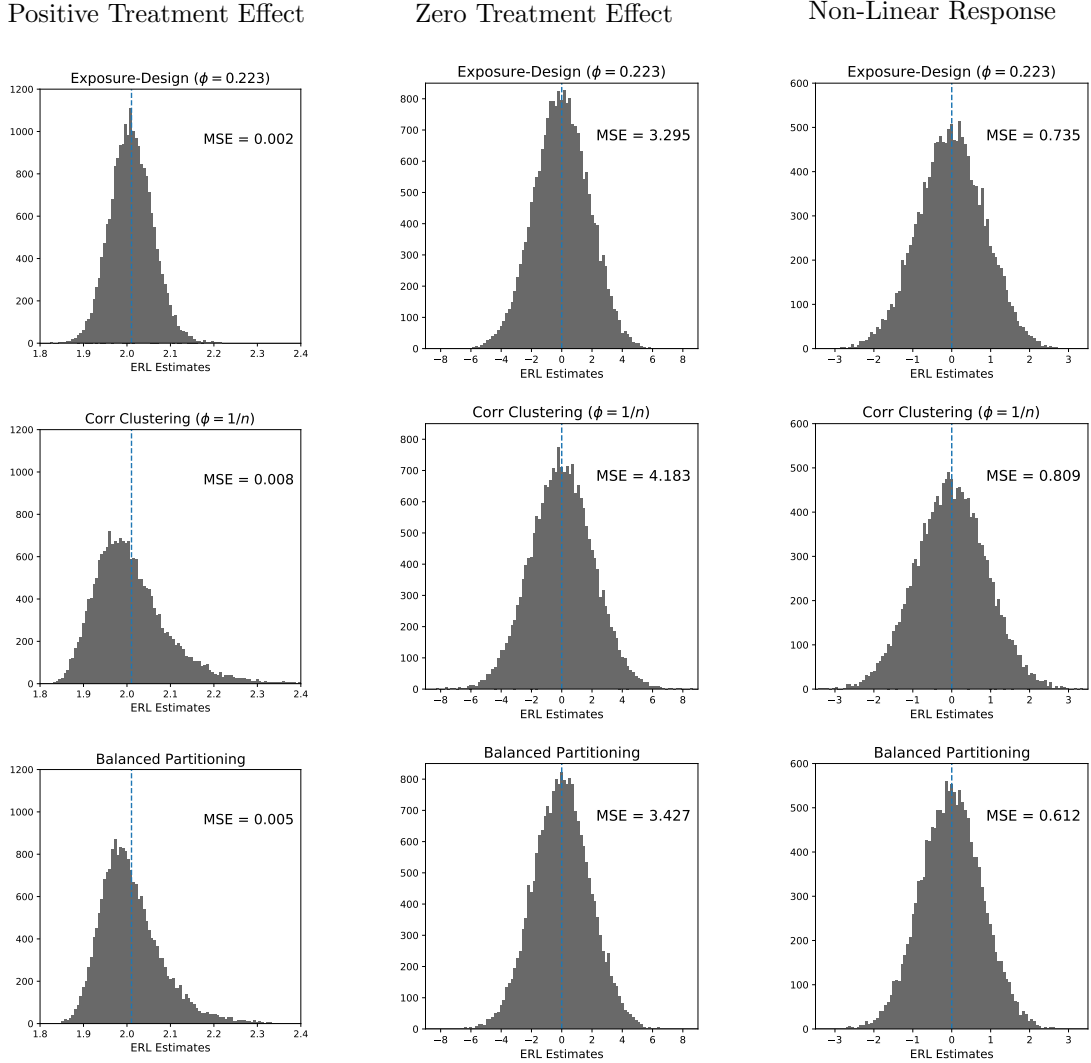 Positive Treatment Effect
Zero Treatment Effect
Non-Linear Response
Exposure-Design (ϕ = 0.223)
1200
1000
800
600
400
200
0
MSE = 0.002
1.8 1.9 2.0 2.1 2.2 2.3 2.4
ERL Estimates
Exposure-Design (ϕ = 0.223)
800
700
600
500
400
300
200
100
0
MSE = 3.295
−8 −6 −4 −2 0 2 4 6 8
ERL Estimates
Exposure-Design (ϕ = 0.223)
600
500
400
300
200
100
0
MSE = 0.735
−3 −2 −1 0 1 2 3
ERL Estimates
Corr Clustering (ϕ = 1/n)
1200
1000
800
600
400
200
0
MSE = 0.008
1.8 1.9 2.0 2.1 2.2 2.3 2.4
ERL Estimates
Corr Clustering (ϕ = 1/n)
800
700
600
500
400
300
200
100
0
MSE = 4.183
−8 −6 −4 −2 0 2 4 6 8
ERL Estimates
Corr Clustering (ϕ = 1/n)
600
500
400
300
200
100
0
MSE = 0.809
−3 −2 −1 0 1 2 3
ERL Estimates
Balanced Partitioning
1200
1000
800
600
400
200
0
MSE = 0.005
1.8 1.9 2.0 2.1 2.2 2.3 2.4
ERL Estimates
Balanced Partitioning
800
700
600
500
400
300
200
100
0
MSE = 3.427
−8 −6 −4 −2 0 2 4 6 8
ERL Estimates
Balanced Partitioning
600
500
400
300
200
100
0
MSE = 0.612
−3 −2 −1 0 1 2 3
ERL Estimates